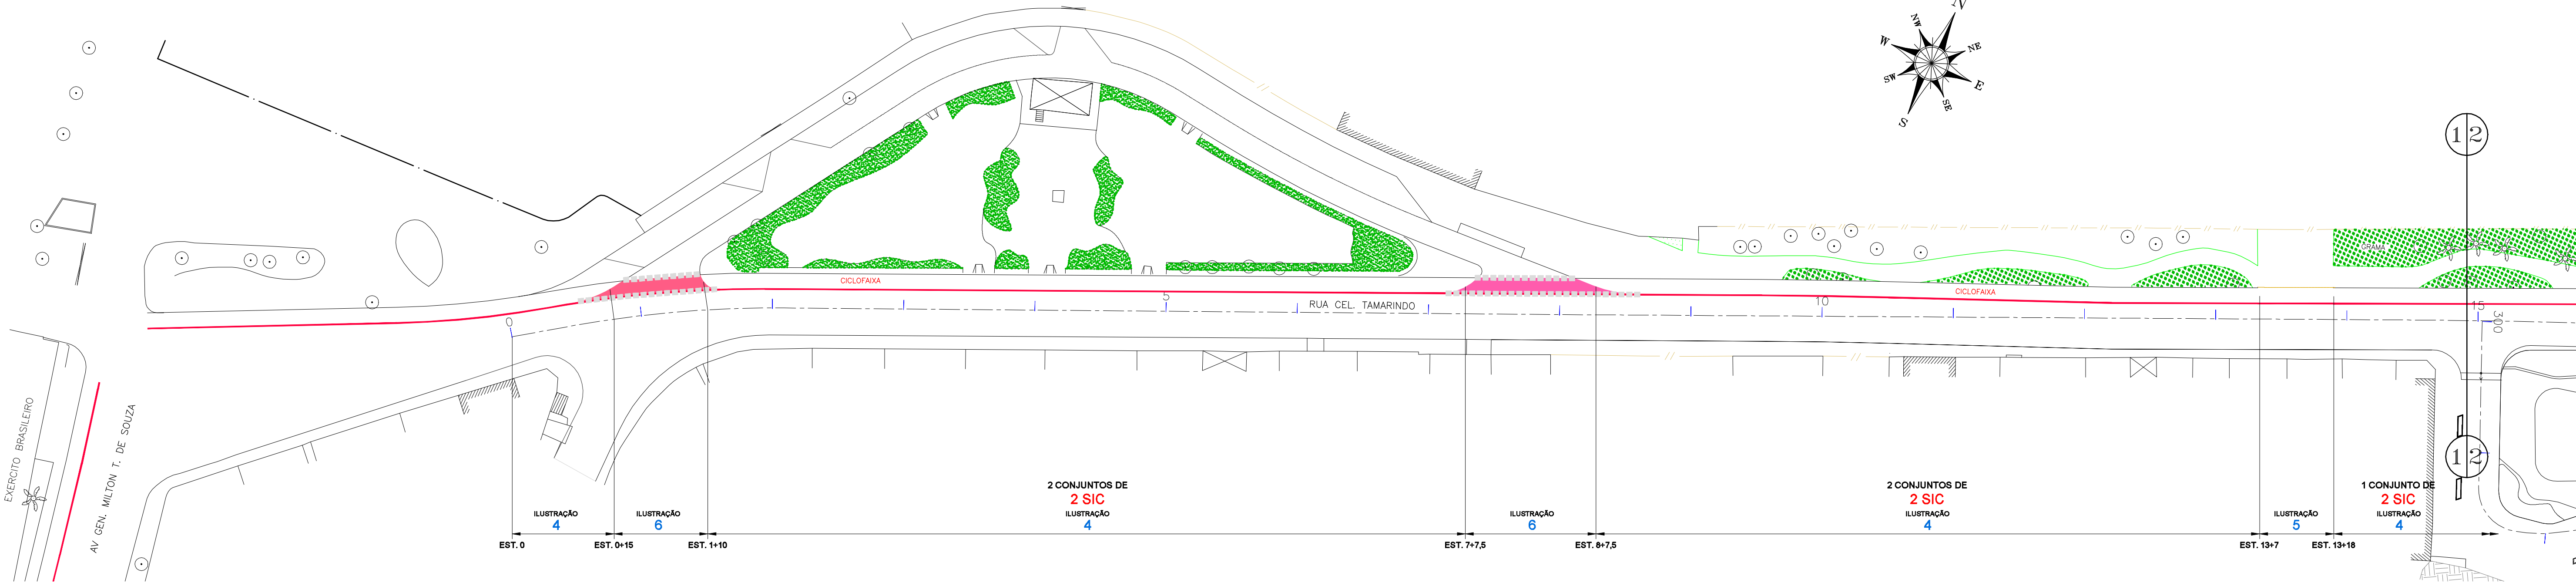 N
NW
NE
W
E
SW
SE
S
1 2
GRAMA
CICLOFAIXA
CICLOFAIXA
0
5
10
15
300
RUA CEL. TAMARINDO
EXERCITO BRASILEIRO
AV GEN. MILTON T. DE SOUZA
1 2
2 CONJUNTOS DE
2 SIC
ILUSTRAÇÃO
4
2 CONJUNTOS DE
2 SIC
ILUSTRAÇÃO
4
1 CONJUNTO DE
2 SIC
ILUSTRAÇÃO
4
ILUSTRAÇÃO
4
ILUSTRAÇÃO
6
ILUSTRAÇÃO
6
ILUSTRAÇÃO
5
EST. 0
EST. 0+15
EST. 1+10
EST. 7+7,5
EST. 8+7,5
EST. 13+7
EST. 13+18